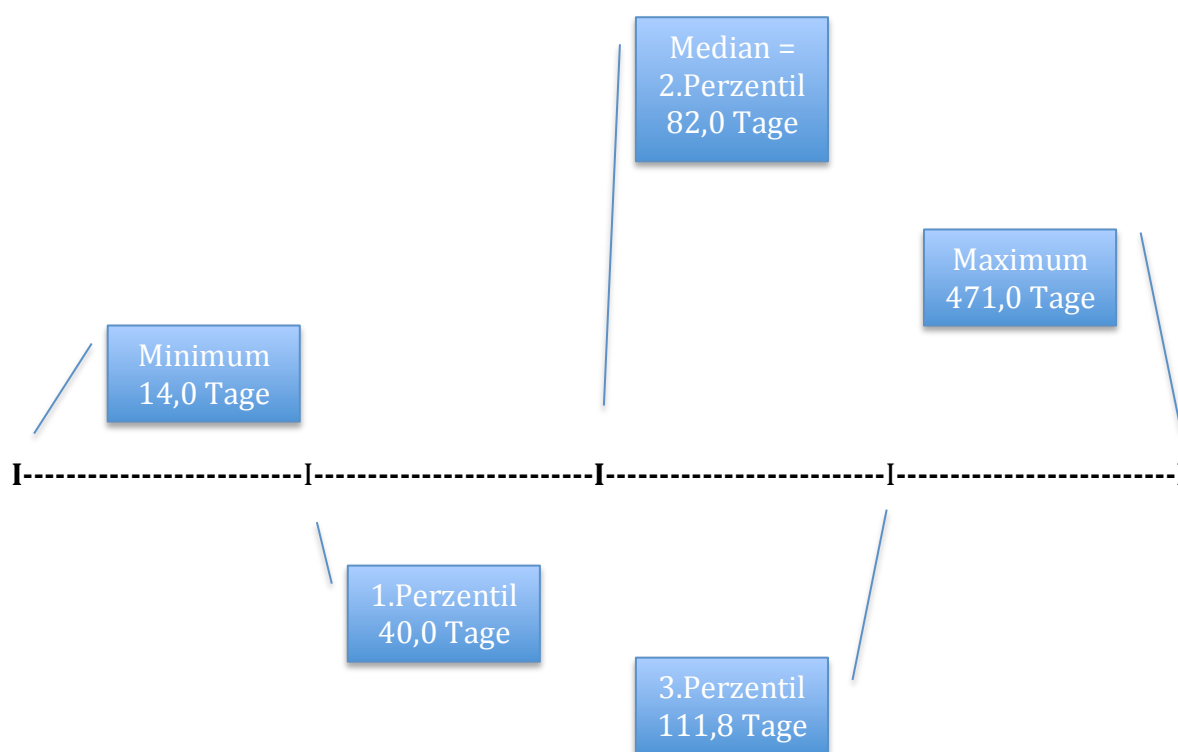 Median =
2.Perzentil
82,0 Tage
Maximum
471,0 Tage
Minimum
14,0 Tage
I--------------------------I--------------------------I--------------------------I--------------------------I
1.Perzentil
40,0 Tage
3.Perzentil
111,8 Tage